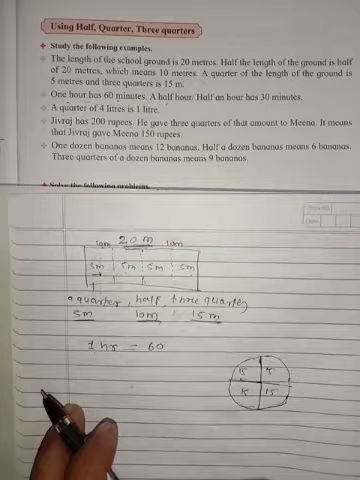 Using Half, Quarter, Three quarters
Study the following examples.
The length of the school ground is 20 metres. Half the length of the ground is half
of 20 metres, which means 10 metres. A quarter of the length of the ground is
5 metres and three quarters is 15 m.
One hour has 60 minutes. A half hour/ Half an hour has 30 minutes.
A quarter of 4 litres is 1 litre.
Jivraj has 200 rupees. He gave three quarters of that amount to Meena. It means
that Jivraj gave Meena 150 rupees.
One dozen bananas means 12 bananas. Half a dozen bananas means 6 bananas.
Three quarters of a dozen bananas means 9 bananas.
Solve the following problems.
10m 20 m 10m
5m 5m 5m 5m
a quarter, half, three quarter
5m 10m 15m
1 hr = 60
15 15
15 15